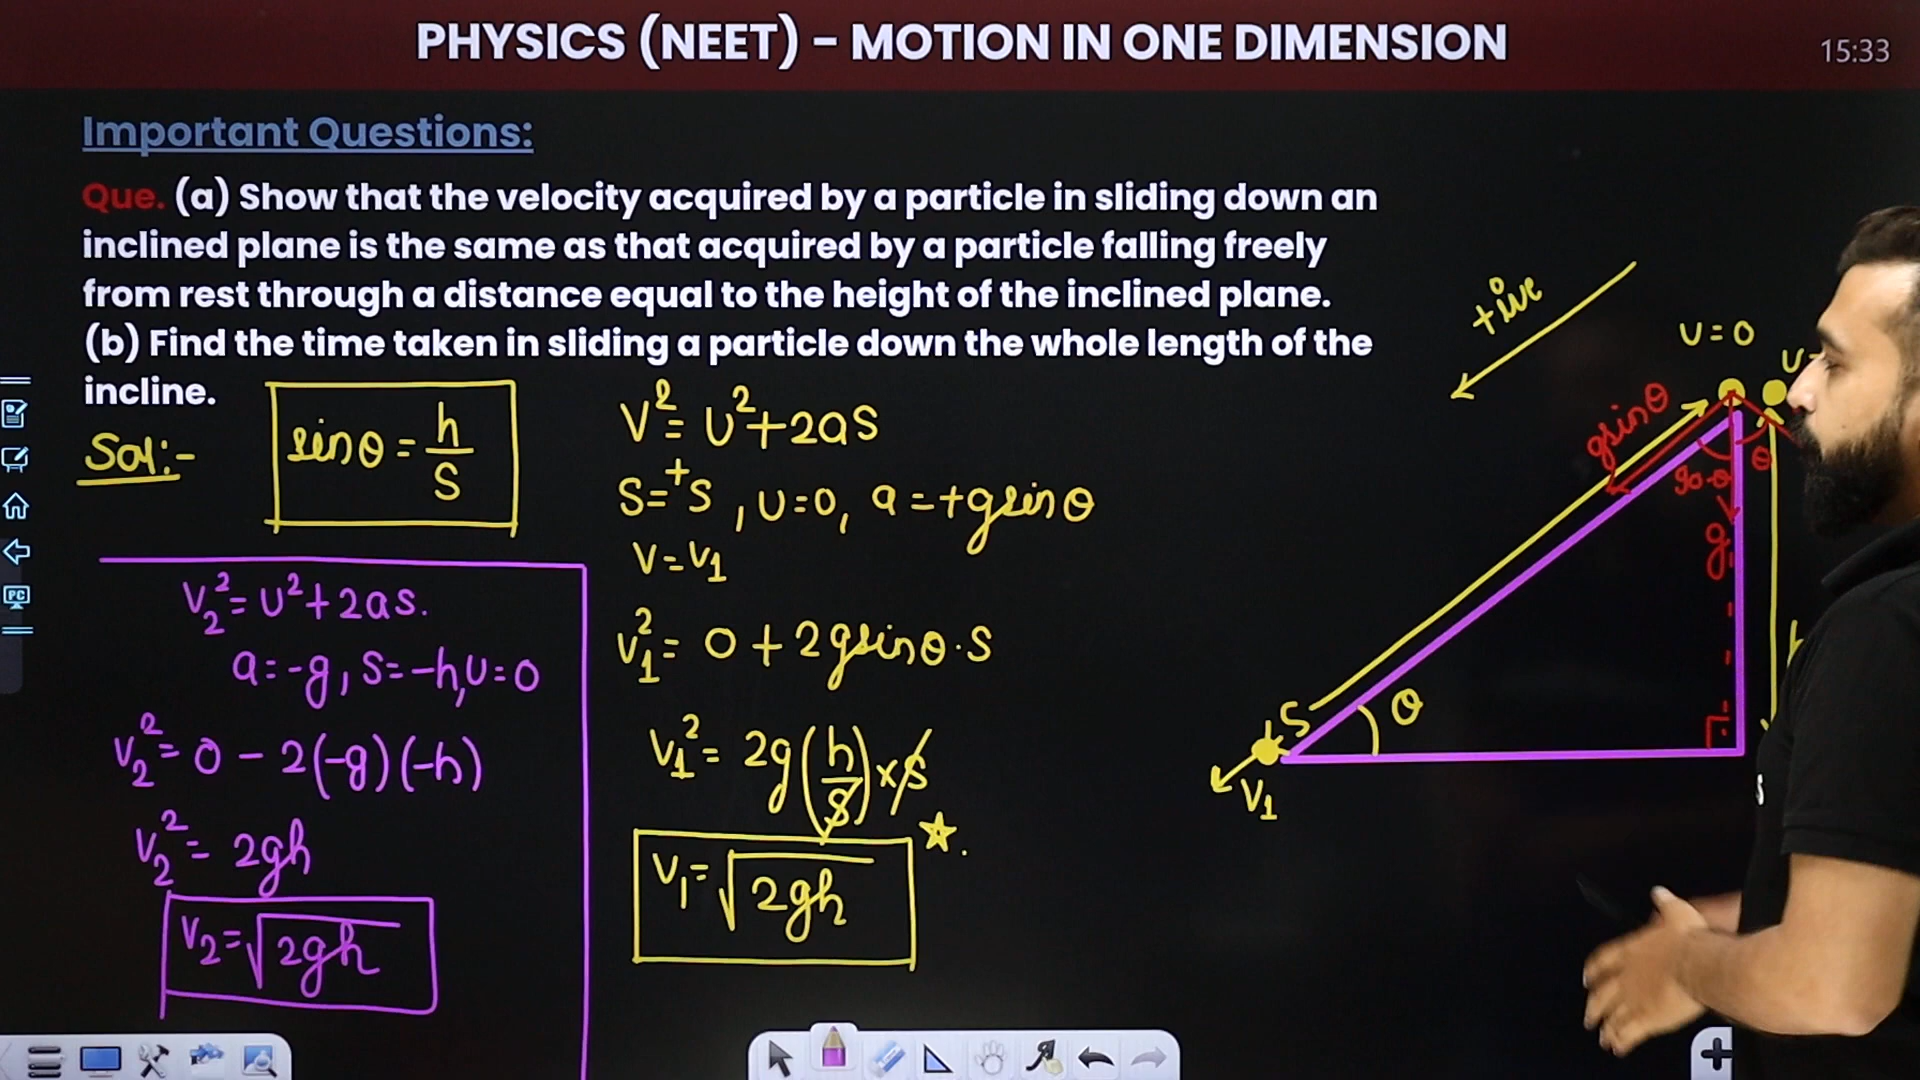 PHYSICS (NEET) - MOTION IN ONE DIMENSION
15:33
Important Questions:
Que. (a) Show that the velocity acquired by a particle in sliding down an
inclined plane is the same as that acquired by a particle falling freely
from rest through a distance equal to the height of the inclined plane.
(b) Find the time taken in sliding a particle down the whole length of the
incline.
Sol:-
sinθ = h/S
V₂² = U² + 2as.
a = -g, S = -h, U = 0
V₂² = 0 - 2(-g)(-h)
V₂² = 2gh
V₂ = √2gh
V² = U² + 2aS
S = +S, U = 0, a = +gsinθ
V = V₁
V₁² = 0 + 2gsinθ·S
V₁² = 2g(h/S) × S
V₁ = √2gh
+ive
U = 0
U
gsinθ
90-θ
θ
g
S
θ
V₁
PC